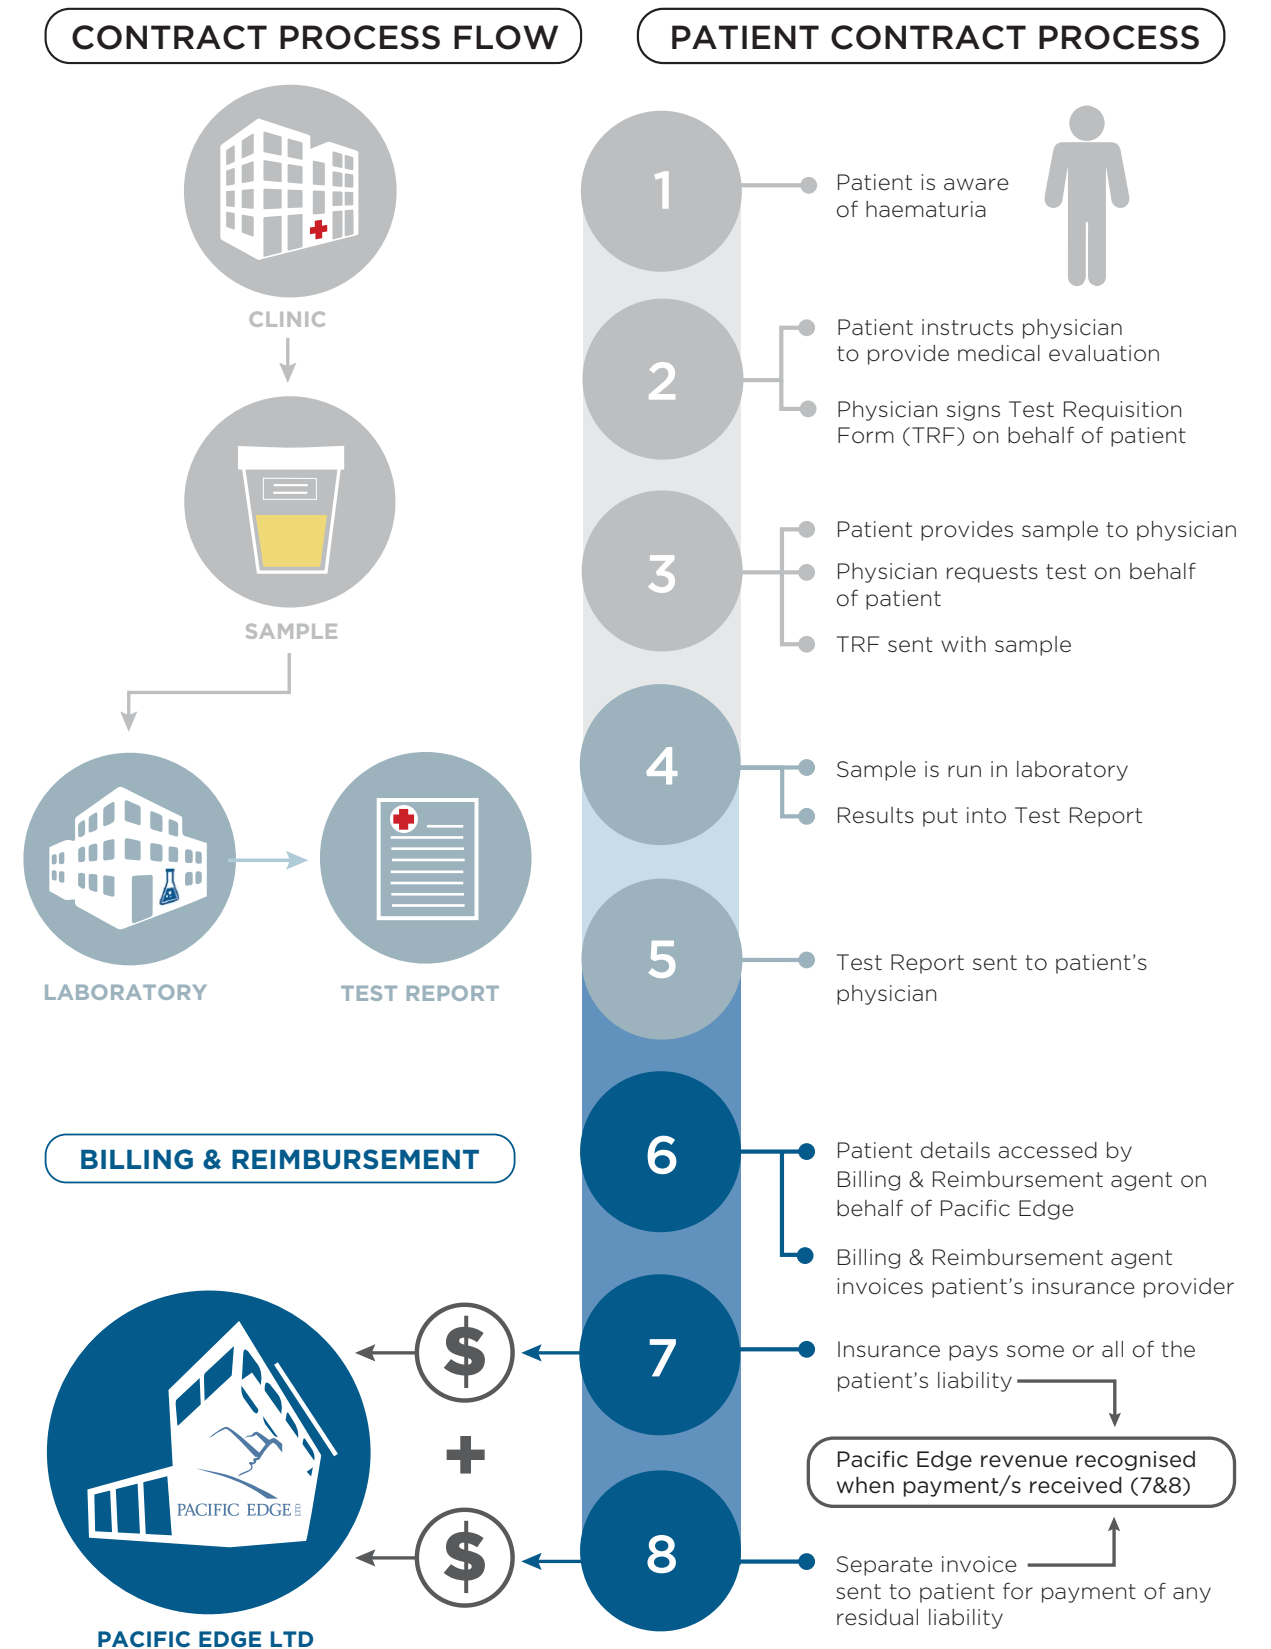 CONTRACT PROCESS FLOW
PATIENT CONTRACT PROCESS
CLINIC
SAMPLE
LABORATORY
TEST REPORT
1
Patient is aware
of haematuria
2
Patient instructs physician
to provide medical evaluation
Physician signs Test Requisition
Form (TRF) on behalf of patient
3
Patient provides sample to physician
Physician requests test on behalf
of patient
TRF sent with sample
4
Sample is run in laboratory
Results put into Test Report
5
Test Report sent to patient’s
physician
BILLING & REIMBURSEMENT
6
Patient details accessed by
Billing & Reimbursement agent on
behalf of Pacific Edge
Billing & Reimbursement agent
invoices patient’s insurance provider
$
7
Insurance pays some or all of the
patient’s liability
+
Pacific Edge revenue recognised
when payment/s received (7&8)
PACIFIC EDGE LTD
$
8
Separate invoice
sent to patient for payment of any
residual liability
PACIFIC EDGE LTD